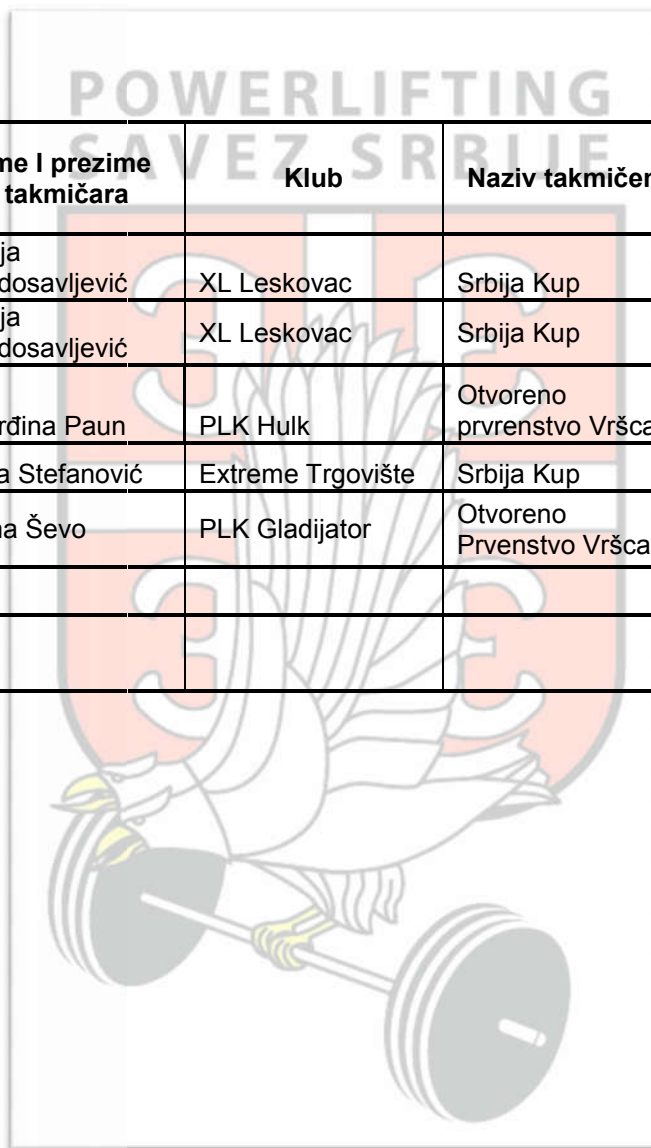 POWERLIFTING
SAVEZ SRBIJE
me I prezime
takmičara
Klub
Naziv takmičen
ja
dosavljević
XL Leskovac
Srbija Kup
ja
dosavljević
XL Leskovac
Srbija Kup
rđina Paun
PLK Hulk
Otvoreno
prvrenstvo Vršca
a Stefanović
Extreme Trgovište
Srbija Kup
na Ševo
PLK Gladijator
Otvoreno
Prvenstvo Vršca